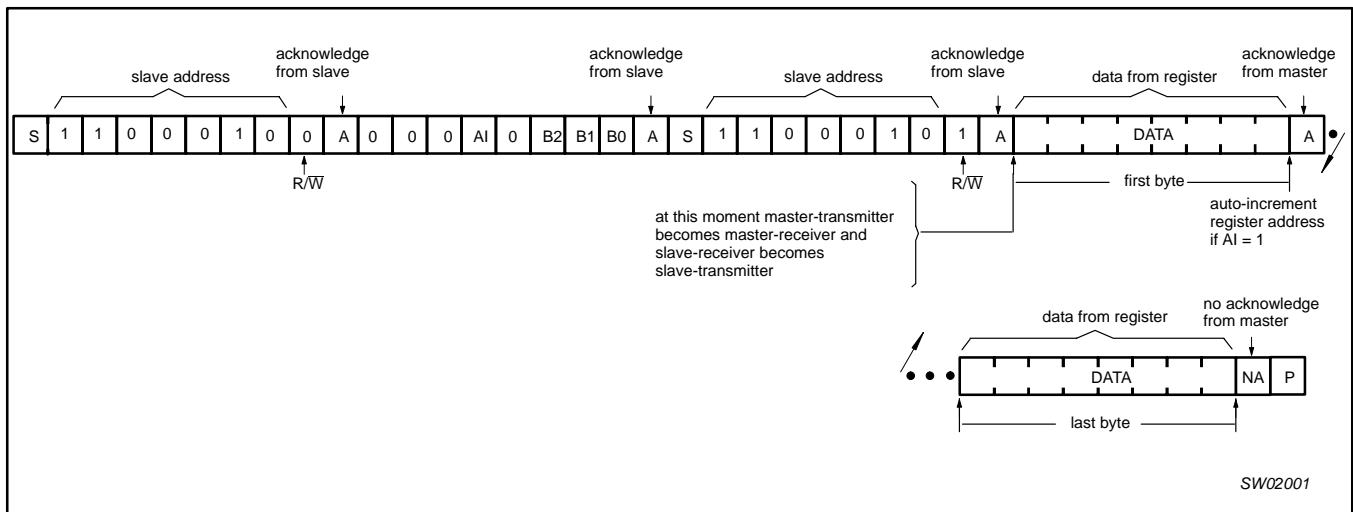 acknowledge
from slave
acknowledge
from slave
acknowledge
from slave
acknowledge
from master
slave address
slave address
data from register
S 1 1 0 0 0 1 0 0 A 0 0 0 AI 0 B2 B1 B0 A S 1 1 0 0 0 1 0 1 A DATA A
R/W̅
R/W̅
first byte
auto-increment
register address
if AI = 1
at this moment master-transmitter
becomes master-receiver and
slave-receiver becomes
slave-transmitter
no acknowledge
from master
data from register
DATA NA P
last byte
SW02001